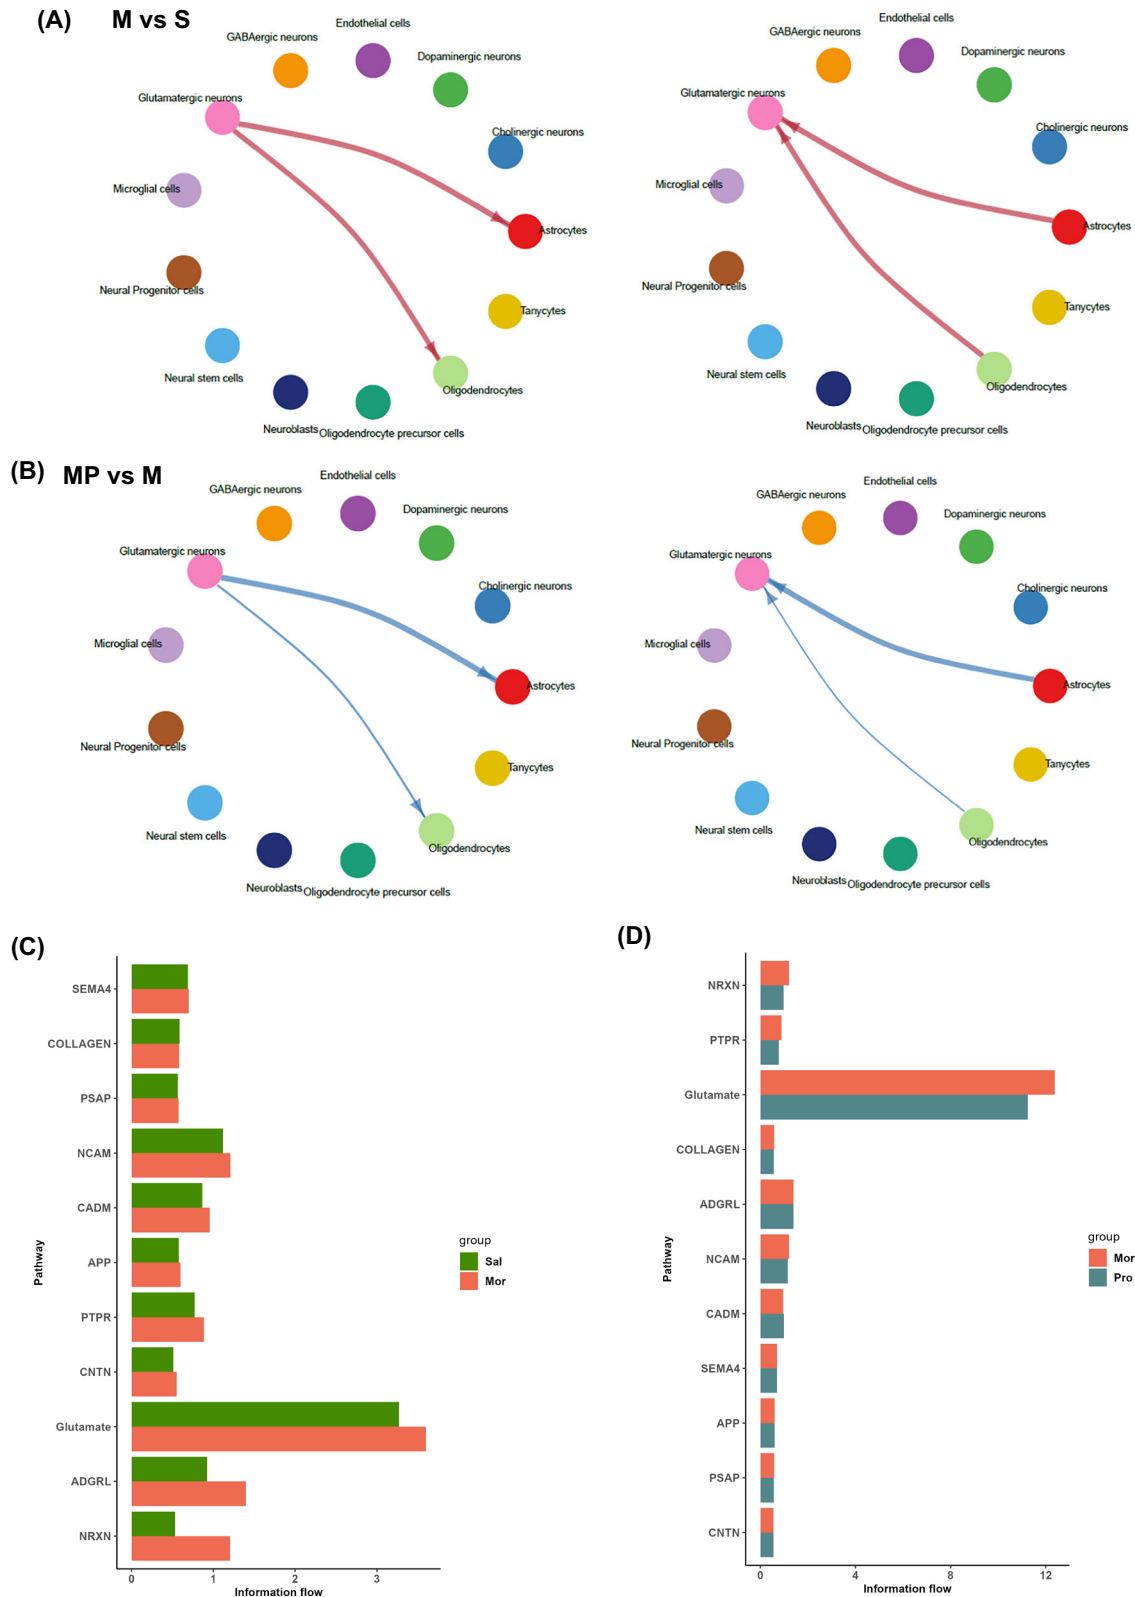 (A) M vs S
Endothelial cells
GABAergic neurons
Dopaminergic neurons
Glutamatergic neurons
Cholinergic neurons
Microglial cells
Astrocytes
Neural Progenitor cells
Tanycytes
Neural stem cells
Oligodendrocytes
Neuroblasts
Oligodendrocyte precursor cells
Endothelial cells
GABAergic neurons
Dopaminergic neurons
Glutamatergic neurons
Cholinergic neurons
Microglial cells
Astrocytes
Neural Progenitor cells
Tanycytes
Neural stem cells
Oligodendrocytes
Neuroblasts
Oligodendrocyte precursor cells
(B) MP vs M
Endothelial cells
GABAergic neurons
Dopaminergic neurons
Glutamatergic neurons
Cholinergic neurons
Microglial cells
Astrocytes
Neural Progenitor cells
Tanycytes
Neural stem cells
Oligodendrocytes
Neuroblasts
Oligodendrocyte precursor cells
Endothelial cells
GABAergic neurons
Dopaminergic neurons
Glutamatergic neurons
Cholinergic neurons
Microglial cells
Astrocytes
Neural Progenitor cells
Tanycytes
Neural stem cells
Oligodendrocytes
Neuroblasts
Oligodendrocyte precursor cells
(C)
SEMA4
COLLAGEN
PSAP
NCAM
CADM
APP
PTPR
CNTN
Glutamate
ADGRL
NRXN
Pathway
0 1 2 3
Information flow
group
Sal
Mor
(D)
NRXN
PTPR
Glutamate
COLLAGEN
ADGRL
NCAM
CADM
SEMA4
APP
PSAP
CNTN
Pathway
0 4 8 12
Information flow
group
Mor
Pro